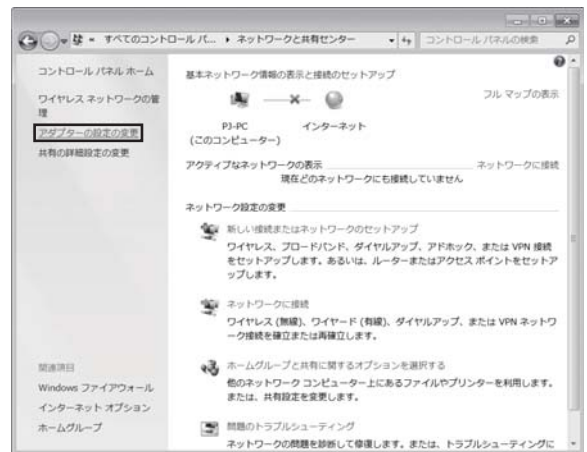 すべてのコントロール パ... ▸ ネットワークと共有センター
コントロール パネルの検索
コントロール パネル ホーム
ワイヤレス ネットワークの管
理
アダプターの設定の変更
共有の詳細設定の変更
基本ネットワーク情報の表示と接続のセットアップ
フル マップの表示
P3-PC
(このコンピューター)
インターネット
アクティブなネットワークの表示
ネットワークに接続
現在どのネットワークにも接続していません
ネットワーク設定の変更
新しい接続またはネットワークのセットアップ
ワイヤレス、ブロードバンド、ダイヤルアップ、アドホック、または VPN 接続
をセットアップします。あるいは、ルーターまたはアクセス ポイントをセットア
ップします。
ネットワークに接続
ワイヤレス (無線)、ワイヤード (有線)、ダイヤルアップ、または VPN ネットワ
ーク接続を確立または再確立します。
ホームグループと共有に関するオプションを選択する
他のネットワーク コンピューター上にあるファイルやプリンターを利用します。
または、共有設定を変更します。
問題のトラブルシューティング
ネットワークの問題を診断して修復します。または、トラブルシューティングに
関連項目
Windows ファイアウォール
インターネット オプション
ホームグループ